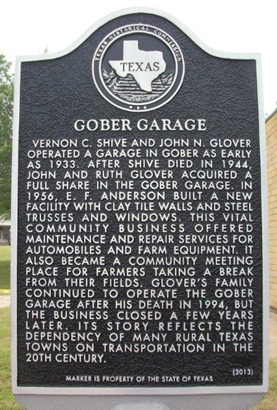 TEXAS HISTORICAL COMMISSION
TEXAS
GOBER GARAGE
VERNON C. SHIVE AND JOHN N. GLOVER
OPERATED A GARAGE IN GOBER AS EARLY
AS 1933. AFTER SHIVE DIED IN 1944,
JOHN AND RUTH GLOVER ACQUIRED A
FULL SHARE IN THE GOBER GARAGE. IN
1956, E. F. ANDERSON BUILT A NEW
FACILITY WITH CLAY TILE WALLS AND STEEL
TRUSSES AND WINDOWS. THIS VITAL
COMMUNITY BUSINESS OFFERED
MAINTENANCE AND REPAIR SERVICES FOR
AUTOMOBILES AND FARM EQUIPMENT. IT
ALSO BECAME A COMMUNITY MEETING
PLACE FOR FARMERS TAKING A BREAK
FROM THEIR FIELDS. GLOVER'S FAMILY
CONTINUED TO OPERATE THE GOBER
GARAGE AFTER HIS DEATH IN 1994, BUT
THE BUSINESS CLOSED A FEW YEARS
LATER. ITS STORY REFLECTS THE
DEPENDENCY OF MANY RURAL TEXAS
TOWNS ON TRANSPORTATION IN THE
20TH CENTURY.
(2013)
MARKER IS PROPERTY OF THE STATE OF TEXAS